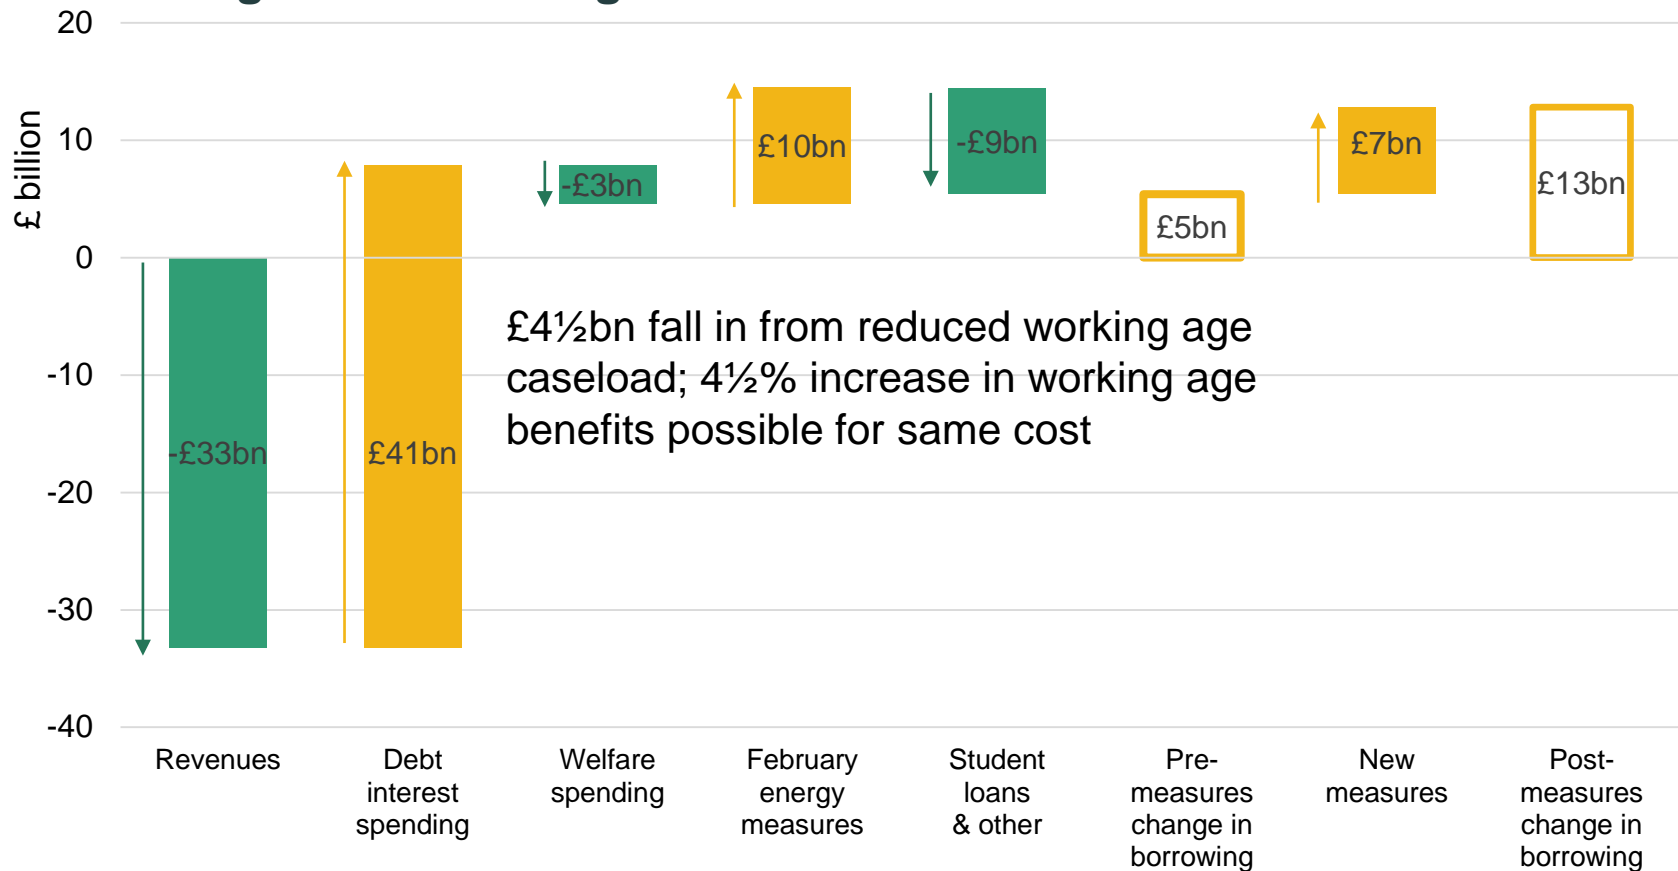 20
10
0
-10
-20
-30
-40
£ billion
-£33bn
£41bn
-£3bn
£10bn
-£9bn
£5bn
£7bn
£13bn
£4½bn fall in from reduced working age
caseload; 4½% increase in working age
benefits possible for same cost
Revenues
Debt
interest
spending
Welfare
spending
February
energy
measures
Student
loans
& other
Pre-
measures
change in
borrowing
New
measures
Post-
measures
change in
borrowing